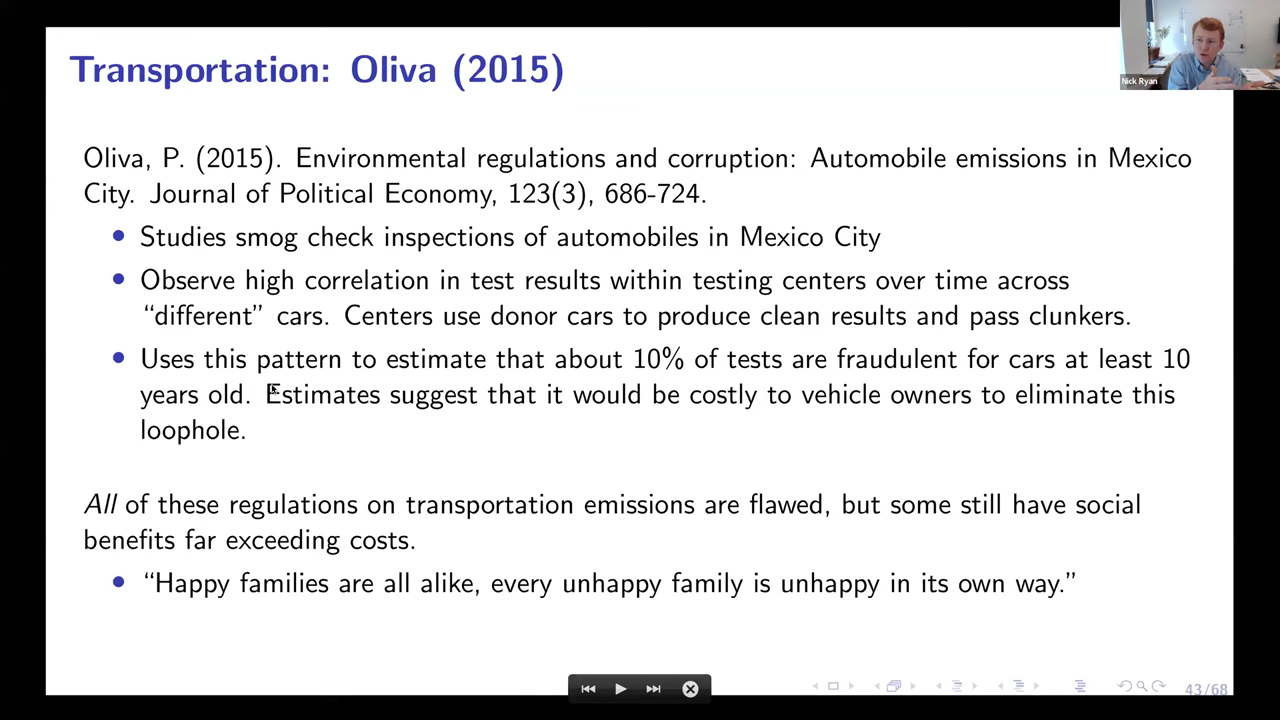 Transportation: Oliva (2015)
Nick Ryan
Oliva, P. (2015). Environmental regulations and corruption: Automobile emissions in Mexico
City. Journal of Political Economy, 123(3), 686-724.
• Studies smog check inspections of automobiles in Mexico City
• Observe high correlation in test results within testing centers over time across
“different” cars. Centers use donor cars to produce clean results and pass clunkers.
• Uses this pattern to estimate that about 10% of tests are fraudulent for cars at least 10
years old. Estimates suggest that it would be costly to vehicle owners to eliminate this
loophole.
All of these regulations on transportation emissions are flawed, but some still have social
benefits far exceeding costs.
• “Happy families are all alike, every unhappy family is unhappy in its own way.”
43/68